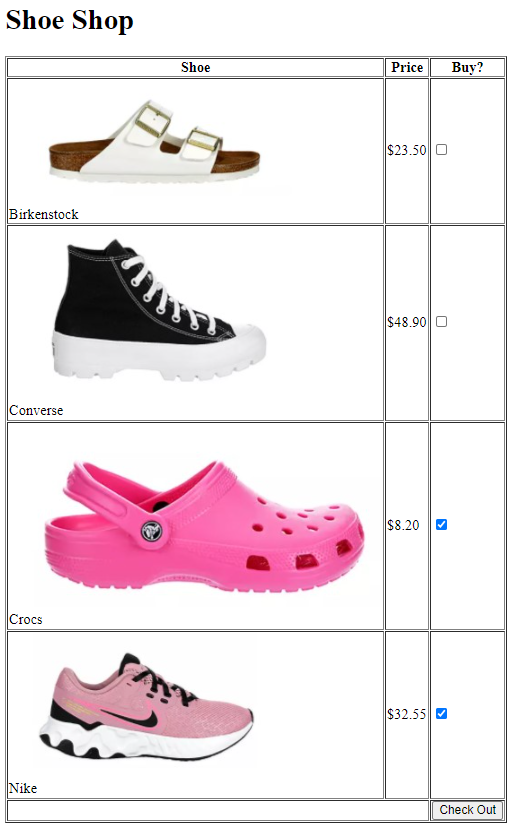 Shoe Shop
Shoe Price Buy?
$23.50
Birkenstock
$48.90
Converse
$8.20
Crocs
$32.55
Nike
Check Out